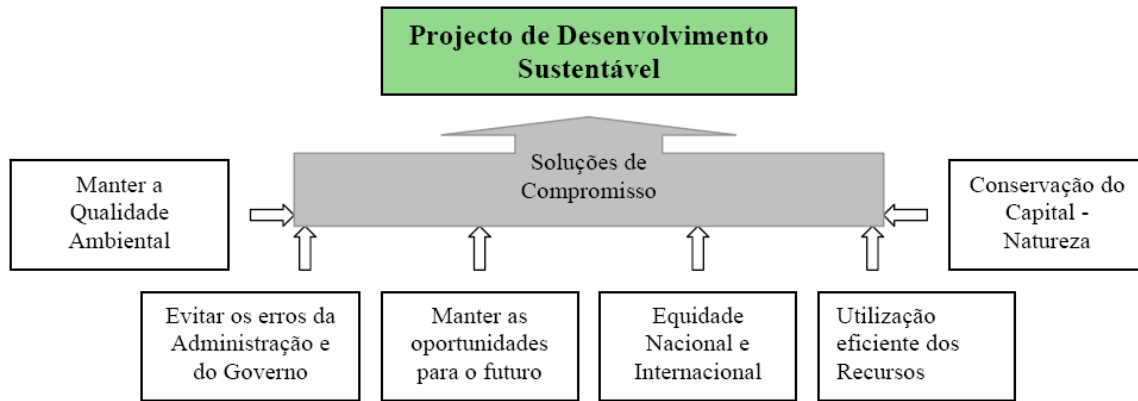 Projecto de Desenvolvimento
Sustentável
Soluções de
Compromisso
Manter a
Qualidade
Ambiental
Conservação do
Capital -
Natureza
Evitar os erros da
Administração e
do Governo
Manter as
oportunidades
para o futuro
Equidade
Nacional e
Internacional
Utilização
eficiente dos
Recursos